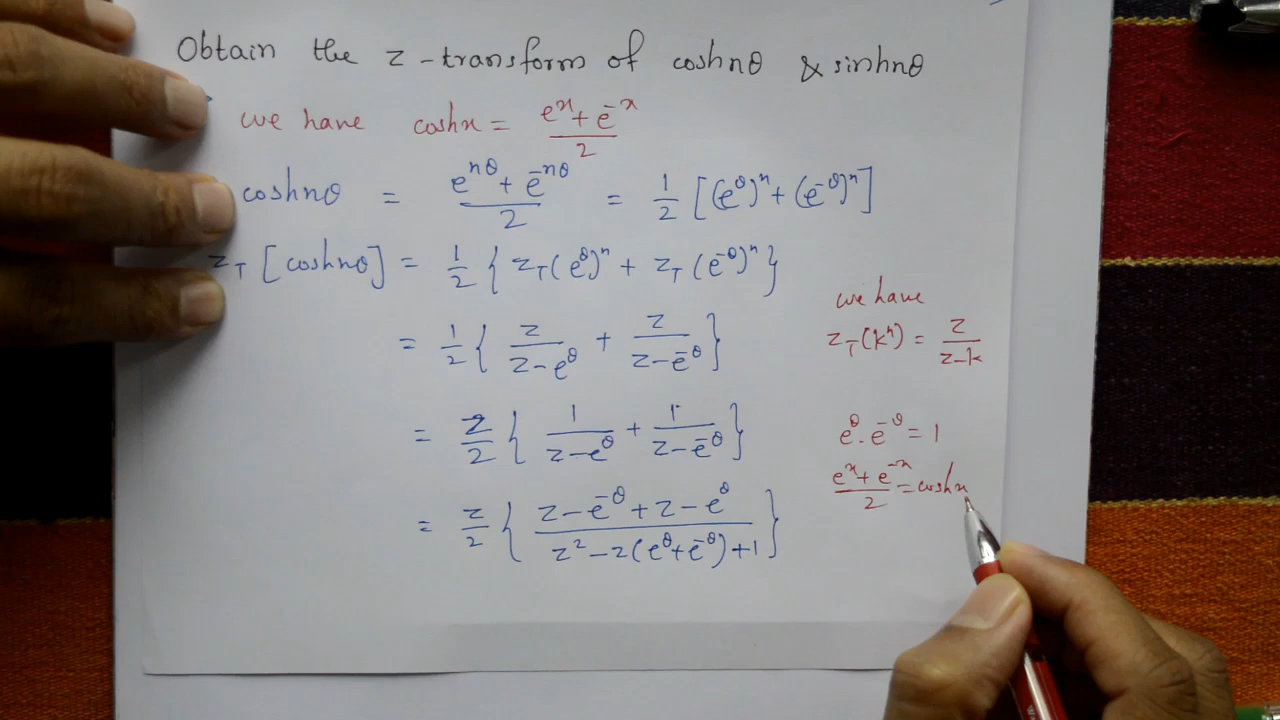 Obtain the z-transform of coshnθ & sinhnθ
we have coshx = (e^x + e^-x)/2
coshnθ = (e^nθ + e^-nθ)/2 = 1/2 [(e^θ)^n + (e^-θ)^n]
Z_T [coshnθ] = 1/2 { Z_T (e^θ)^n + Z_T (e^-θ)^n }
= 1/2 { z/(z-e^θ) + z/(z-e^-θ) }
= z/2 { 1/(z-e^θ) + 1/(z-e^-θ) }
= z/2 { (z-e^-θ + z-e^θ)/(z^2 - z(e^θ + e^-θ) + 1) }
we have
Z_T (k^n) = z/(z-k)
e^θ . e^-θ = 1
(e^x + e^-x)/2 = coshx